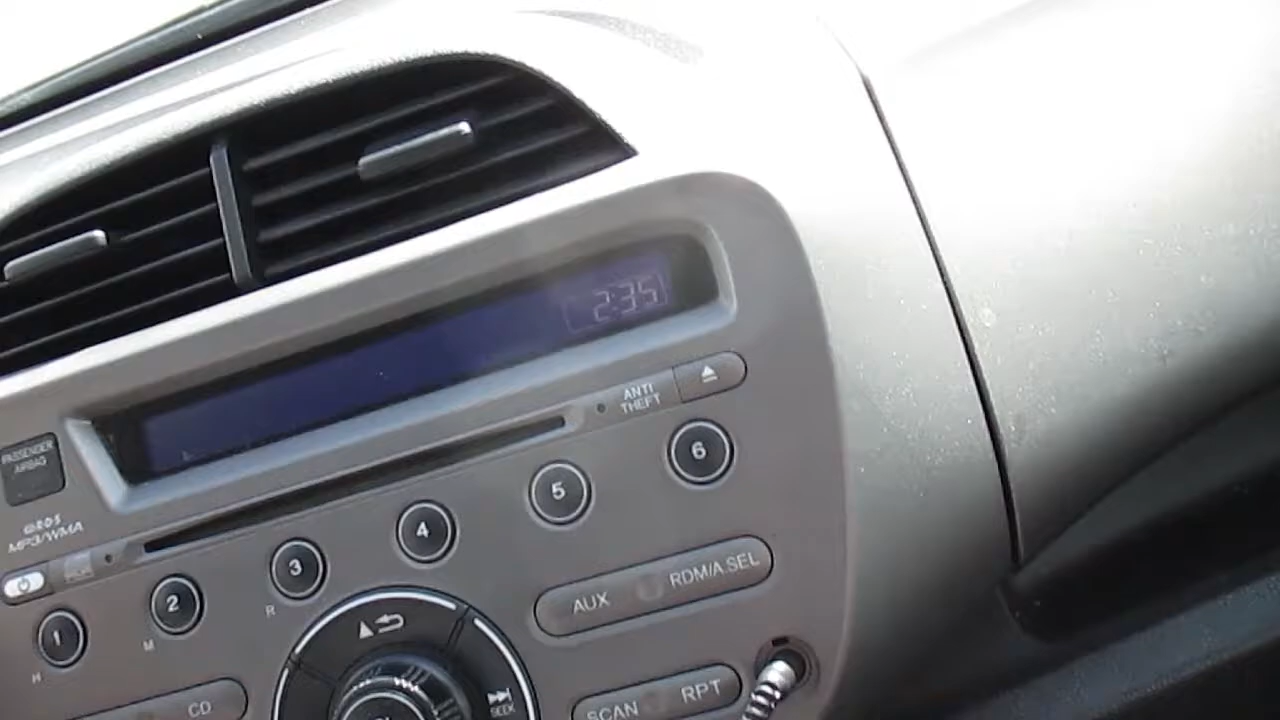 2:35
ANTI
THEFT
PASSENGER
AIRBAG
MP3/WMA
1
2
3
4
5
6
H
M
R
AUX
RDM/A.SEL
CD
SEEK
SCAN
RPT